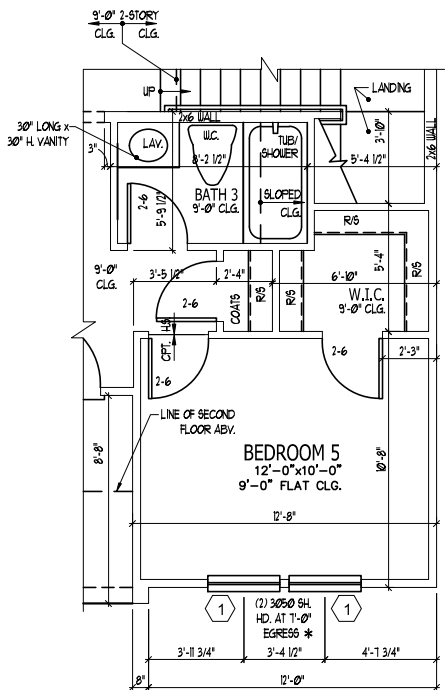 9'-0" 2-STORY
CLG. CLG.
UP
LANDING
2x6 WALL
30" LONG x
30" H. VANITY
3"
LAV.
W.C.
TUB/
SHOWER
8'-2 1/2"
3'-10"
5'-4 1/2"
2x6 WALL
2-6
5'-9 1/2"
BATH 3
9'-0" CLG.
SLOPED
CLG.
R/S
9'-0"
CLG.
3'-5 1/2"
2'-4"
5'-4"
6'-10"
R/S
2-6
COATS
R/S
R/S
W.I.C.
9'-0" CLG.
CPT. H.S.
2-6
2-6
2'-3"
LINE OF SECOND
FLOOR ABV.
8'-8"
BEDROOM 5
12'-0"x10'-0"
9'-0" FLAT CLG.
10'-8"
12'-8"
1
(2) 3050 SH.
HD. AT 7'-0"
EGRESS *
1
3'-11 3/4"
3'-4 1/2"
4'-7 3/4"
8"
12'-0"